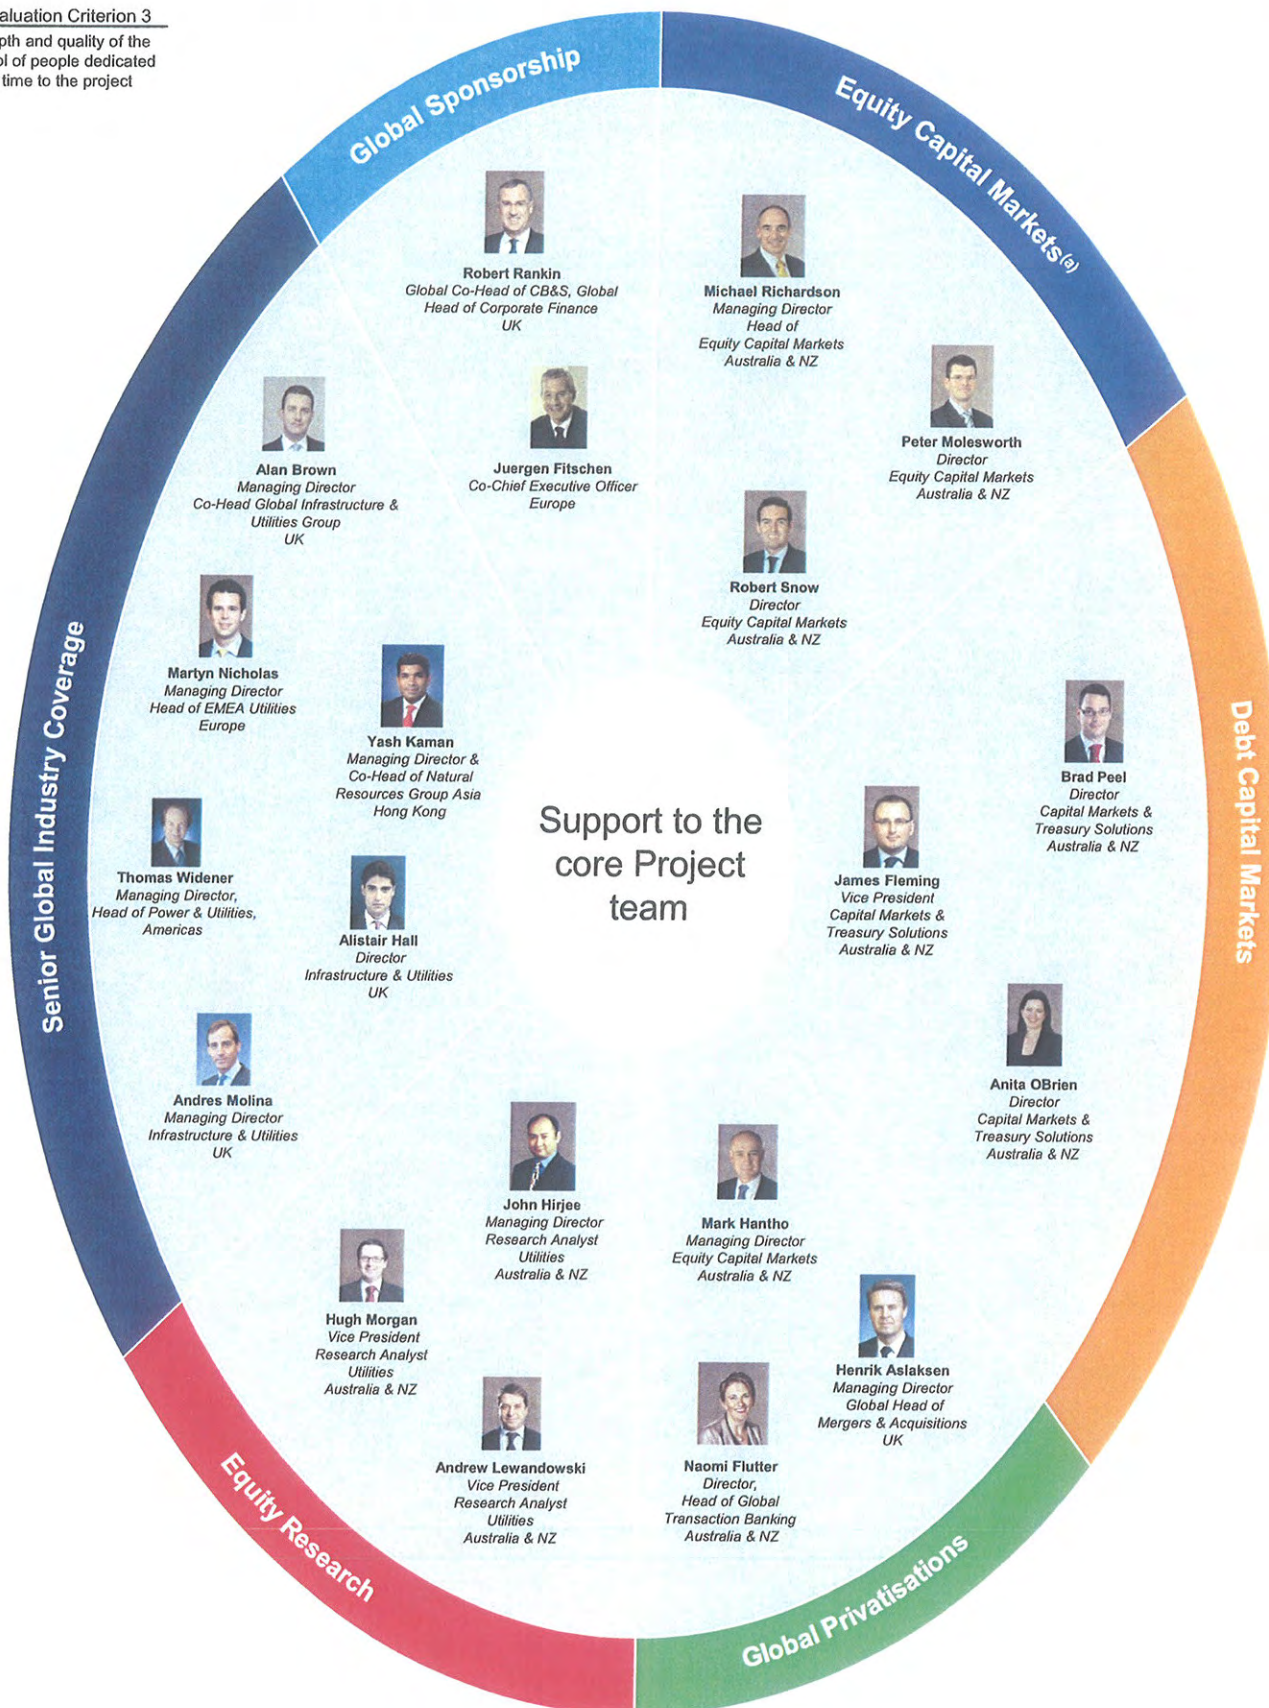 aluation Criterion 3
pth and quality of the
ol of people dedicated
time to the project
Global Sponsorship
Equity Capital Markets(a)
Robert Rankin
Global Co-Head of CB&S, Global
Head of Corporate Finance
UK
Juergen Fitschen
Co-Chief Executive Officer
Europe
Michael Richardson
Managing Director
Head of
Equity Capital Markets
Australia & NZ
Peter Molesworth
Director
Equity Capital Markets
Australia & NZ
Robert Snow
Director
Equity Capital Markets
Australia & NZ
Senior Global Industry Coverage
Alan Brown
Managing Director
Co-Head Global Infrastructure &
Utilities Group
UK
Martyn Nicholas
Managing Director
Head of EMEA Utilities
Europe
Yash Kaman
Managing Director &
Co-Head of Natural
Resources Group Asia
Hong Kong
Thomas Widener
Managing Director,
Head of Power & Utilities,
Americas
Alistair Hall
Director
Infrastructure & Utilities
UK
Andres Molina
Managing Director
Infrastructure & Utilities
UK
Support to the
core Project
team
Debt Capital Markets
Brad Peel
Director
Capital Markets &
Treasury Solutions
Australia & NZ
James Fleming
Vice President
Capital Markets &
Treasury Solutions
Australia & NZ
Anita OBrien
Director
Capital Markets &
Treasury Solutions
Australia & NZ
John Hirjee
Managing Director
Research Analyst
Utilities
Australia & NZ
Hugh Morgan
Vice President
Research Analyst
Utilities
Australia & NZ
Andrew Lewandowski
Vice President
Research Analyst
Utilities
Australia & NZ
Equity Research
Mark Hantho
Managing Director
Equity Capital Markets
Australia & NZ
Henrik Aslaksen
Managing Director
Global Head of
Mergers & Acquisitions
UK
Naomi Flutter
Director,
Head of Global
Transaction Banking
Australia & NZ
Global Privatisations